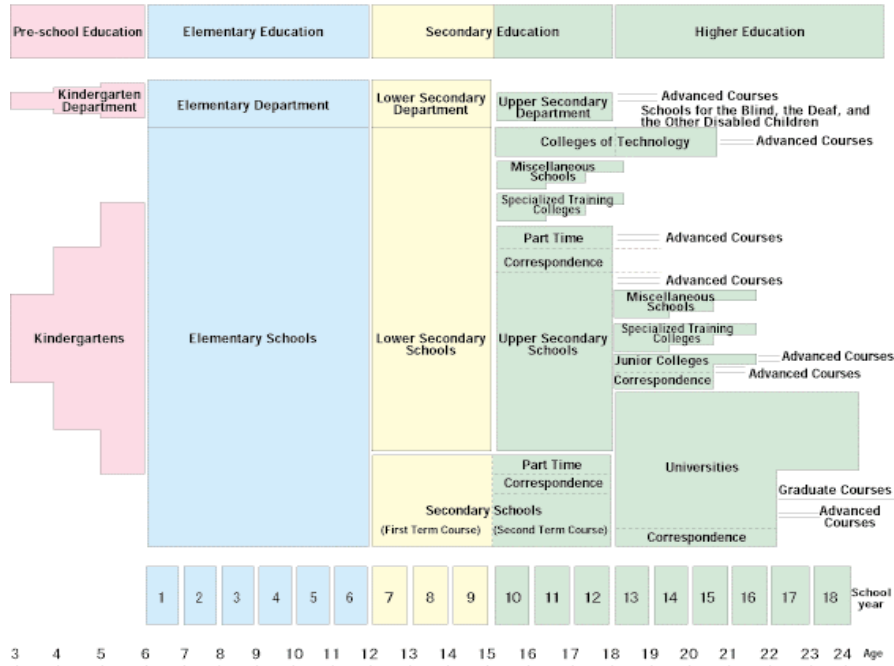 Pre-school Education
Elementary Education
Secondary Education
Higher Education
Kindergarten
Department
Elementary Department
Lower Secondary
Department
Upper Secondary
Department
Advanced Courses
Schools for the Blind, the Deaf, and
the Other Disabled Children
Colleges of Technology
Advanced Courses
Miscellaneous
Schools
Specialized Training
Colleges
Part Time
Advanced Courses
Correspondence
Advanced Courses
Miscellaneous
Schools
Kindergartens
Elementary Schools
Lower Secondary
Schools
Upper Secondary
Schools
Specialized Training
Colleges
Junior Colleges
Advanced Courses
Correspondence
Advanced Courses
Part Time
Correspondence
Universities
Graduate Courses
Secondary Schools
(First Term Course) (Second Term Course)
Advanced
Courses
Correspondence
1 2 3 4 5 6 7 8 9 10 11 12 13 14 15 16 17 18 School
year
3 4 5 6 7 8 9 10 11 12 13 14 15 16 17 18 19 20 21 22 23 24 Age